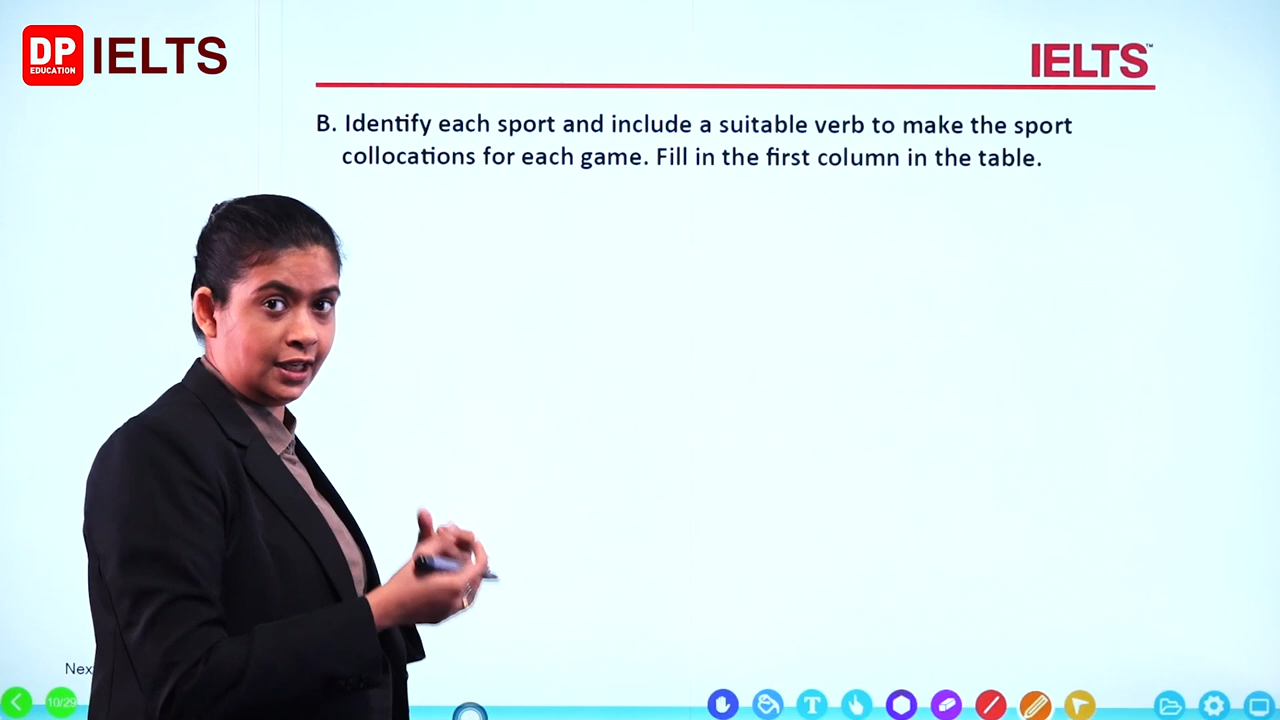 DP
EDUCATION
IELTS
IELTS™
B. Identify each sport and include a suitable verb to make the sport
collocations for each game. Fill in the first column in the table.
10/29